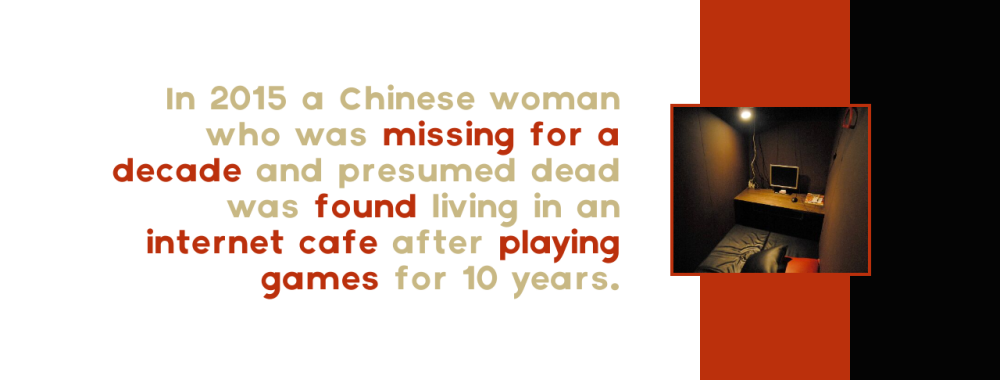 In 2015 a Chinese woman
who was missing for a
decade and presumed dead
was found living in an
internet cafe after playing
games for 10 years.